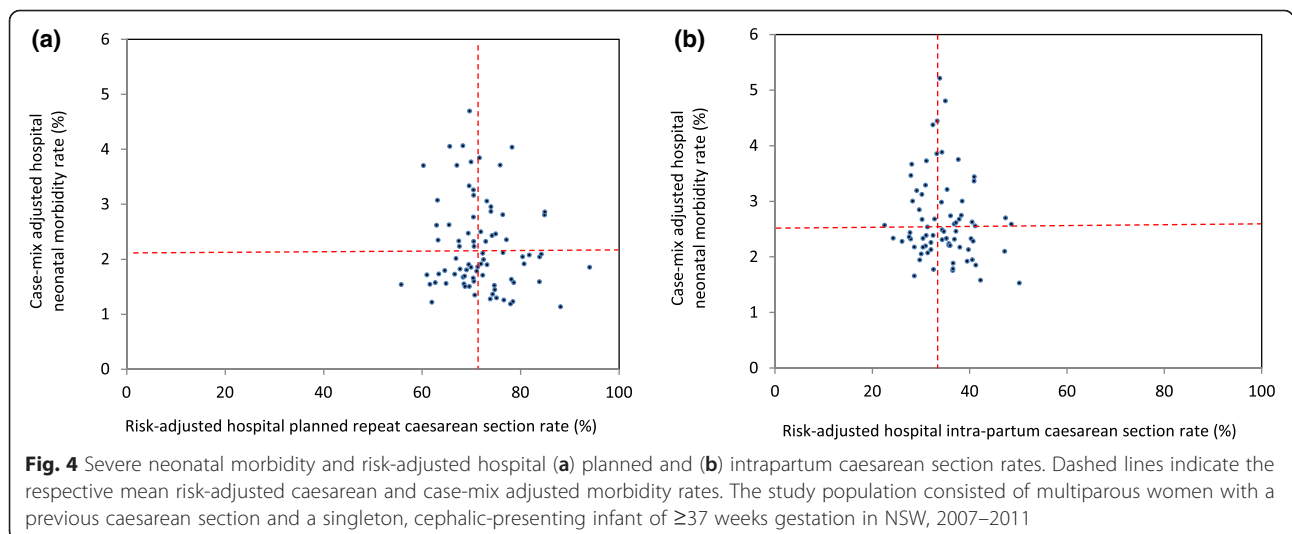 (a)
6
5
4
3
2
1
0
Case-mix adjusted hospital
neonatal morbidity rate (%)
0 20 40 60 80 100
Risk-adjusted hospital planned repeat caesarean section rate (%)
(b)
6
5
4
3
2
1
0
Case-mix adjusted hospital
neonatal morbidity rate (%)
0 20 40 60 80 100
Risk-adjusted hospital intra-partum caesarean section rate (%)
Fig. 4 Severe neonatal morbidity and risk-adjusted hospital (a) planned and (b) intrapartum caesarean section rates. Dashed lines indicate the
respective mean risk-adjusted caesarean and case-mix adjusted morbidity rates. The study population consisted of multiparous women with a
previous caesarean section and a singleton, cephalic-presenting infant of ≥37 weeks gestation in NSW, 2007–2011